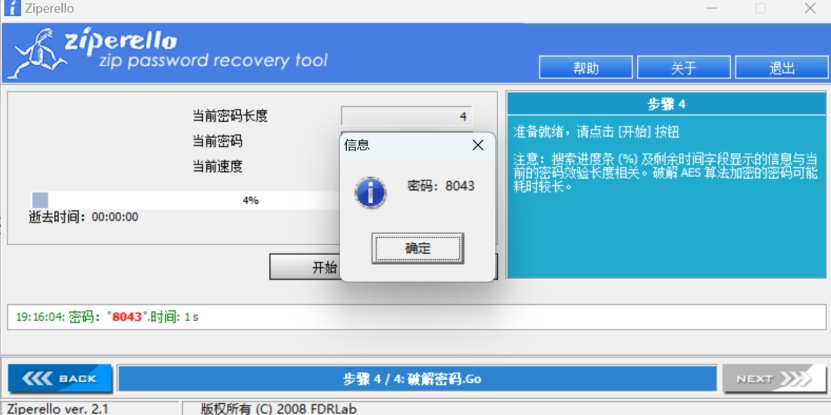 Ziperello
ziperello
zip password recovery tool
帮助
关于
退出
当前密码长度
4
当前密码
当前速度
4%
逝去时间：00:00:00
开始
信息
密码：8043
确定
步骤 4
准备就绪，请点击 [开始] 按钮
注意：搜索进度条 (%) 及剩余时间字段显示的信息与当
前的密码效验长度相关。破解 AES 算法加密的密码可能
耗时较长。
19:16:04: 密码："8043".时间: 1 s
BACK
步骤 4 / 4: 破解密码.Go
NEXT
Ziperello ver. 2.1
版权所有 (C) 2008 FDRLab